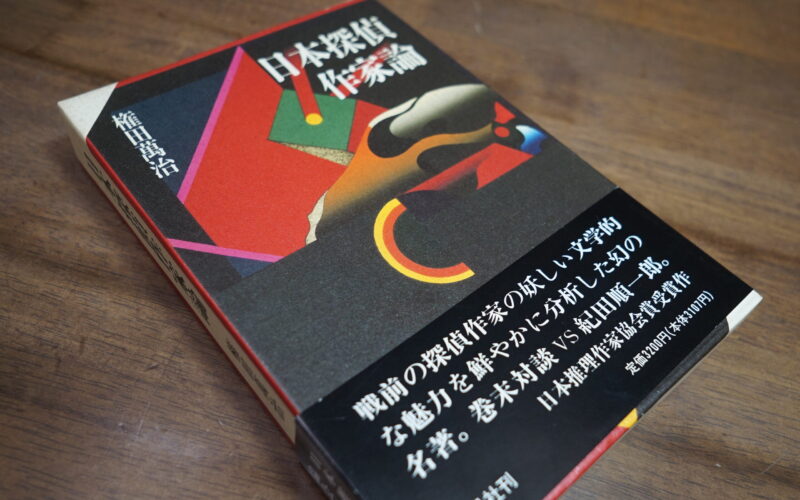 日本探偵
作家論
権田萬治
戦前の探偵作家の妖しい文学的
な魅力を鮮やかに分析した幻の
名著。巻末対談VS紀田順一郎。
日本推理作家協会賞受賞作
定価3200円(本体3107円)
社刊